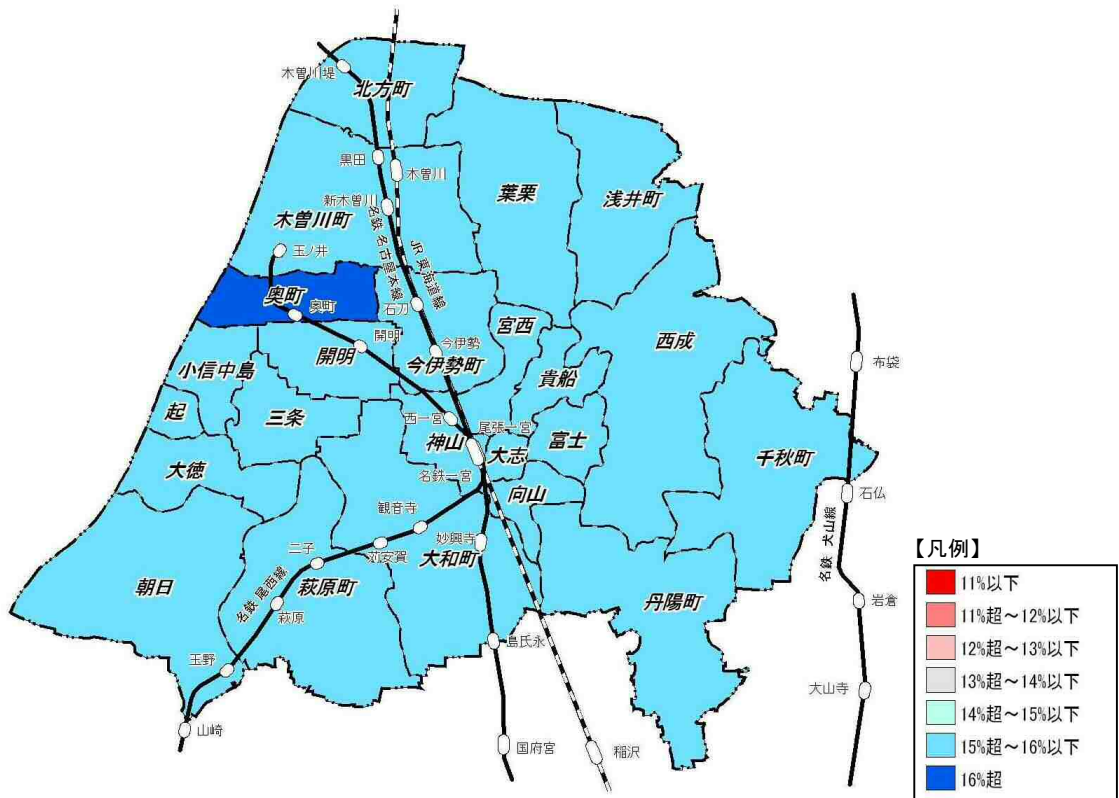 木曽川堤
北方町
黒田
木曽川
葉栗
浅井町
新木曽川
木曽川町
名鉄 名古屋本線
JR 東海道線
玉ノ井
奥町
奥町
石刀
宮西
西成
開明
開明
今伊勢
今伊勢町
布袋
小信中島
貴船
起
三条
西一宮
尾張一宮
神山
大志
富士
千秋町
大徳
名鉄一宮
向山
石仏
観音寺
名鉄 犬山線
二子
苅安賀
妙興寺
大和町
朝日
名鉄 尾西線
萩原町
丹陽町
萩原
岩倉
島氏永
玉野
大山寺
山崎
国府宮
稲沢
【凡例】
11%以下
11%超～12%以下
12%超～13%以下
13%超～14%以下
14%超～15%以下
15%超～16%以下
16%超